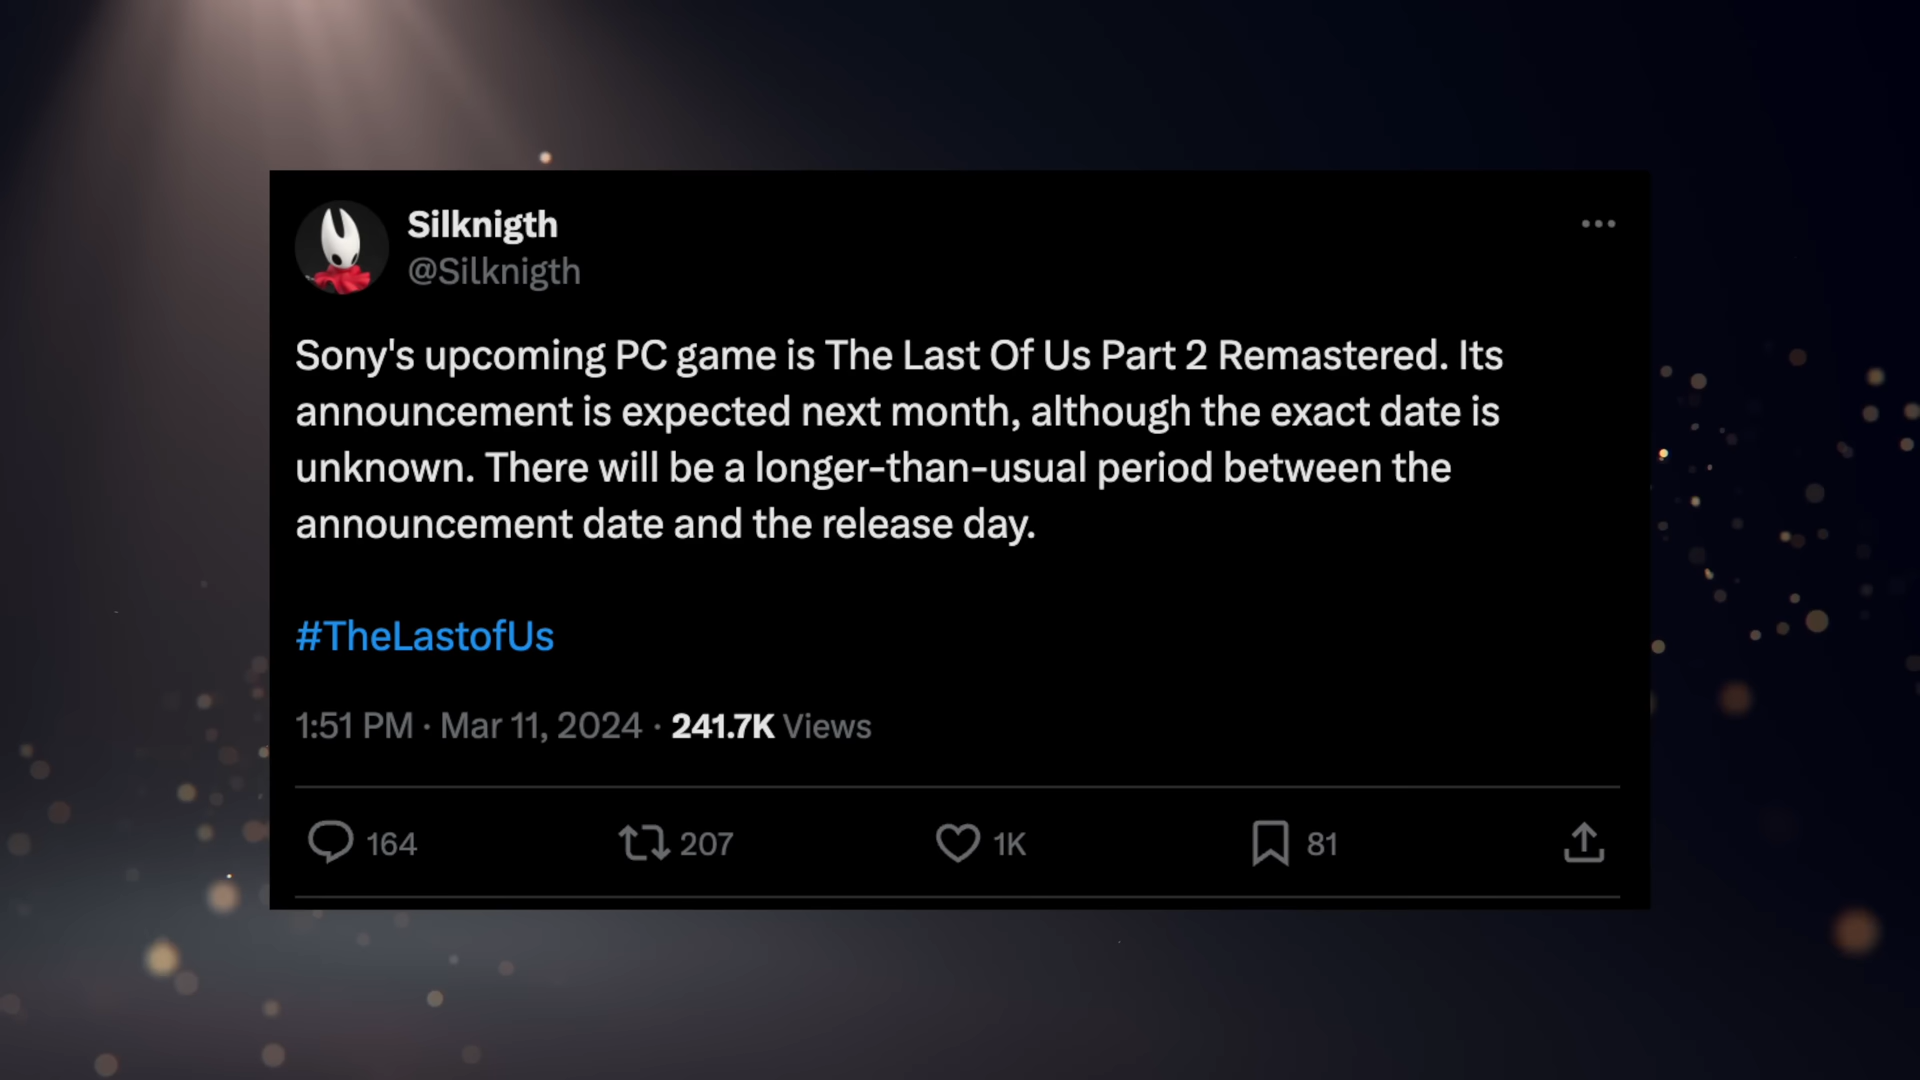 Silknigth
@Silknigth
Sony's upcoming PC game is The Last Of Us Part 2 Remastered. Its
announcement is expected next month, although the exact date is
unknown. There will be a longer-than-usual period between the
announcement date and the release day.
#TheLastofUs
1:51 PM · Mar 11, 2024 · 241.7K Views
164 207 1K 81